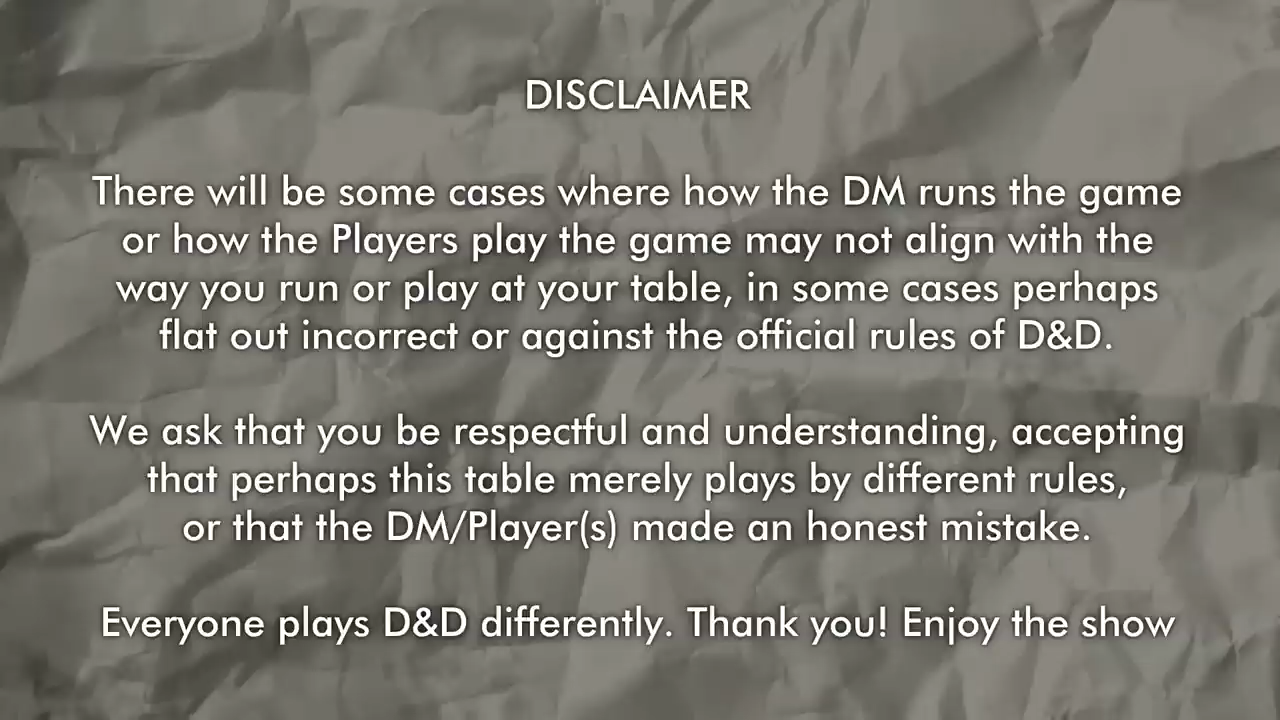 DISCLAIMER
There will be some cases where how the DM runs the game
or how the Players play the game may not align with the
way you run or play at your table, in some cases perhaps
flat out incorrect or against the official rules of D&D.
We ask that you be respectful and understanding, accepting
that perhaps this table merely plays by different rules,
or that the DM/Player(s) made an honest mistake.
Everyone plays D&D differently. Thank you! Enjoy the show